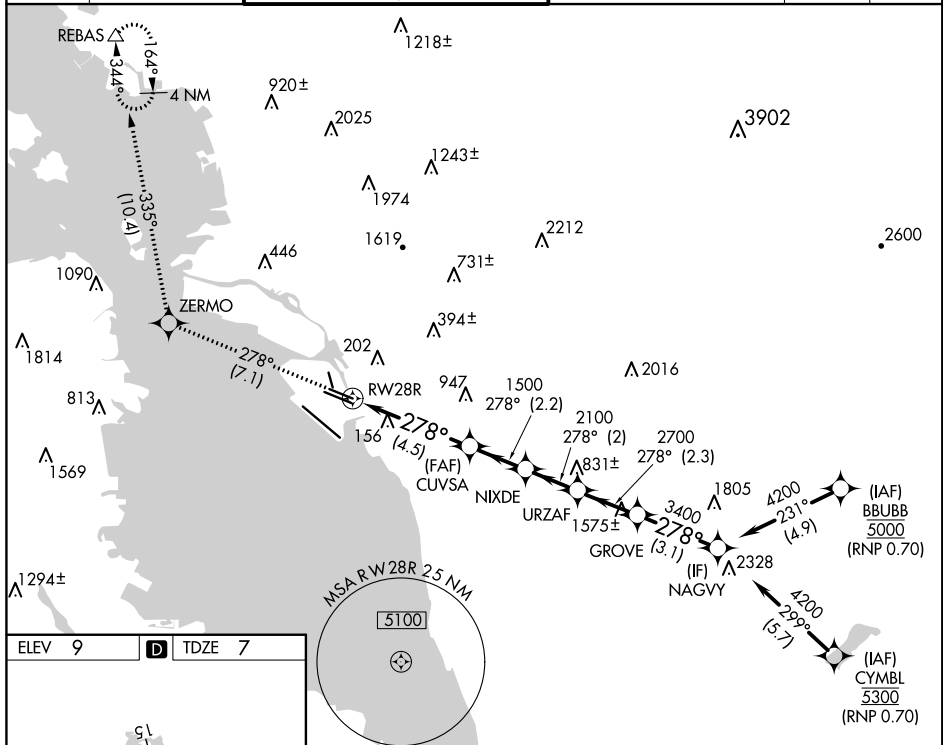 REBAS
344°
164°
4 NM
1218±
920±
2025
3902
1243±
1974
335°
(10.4)
1619
2212
2600
446
731±
1090
ZERMO
394±
1814
278°
(7.1)
202
RW28R
947
1500
278° (2.2)
2016
813
2100
278° (2)
156
278°
(4.5)
2700
278° (2.3)
1569
(FAF)
CUVSA
NIXDE
831±
URZAF
1575±
GROVE
3400
278°
(3.1)
1805
4200
231°
(4.9)
(IAF)
BBUBB
5000
(RNP 0.70)
(IF)
NAGVY
2328
1294±
MSA RW28R 25 NM
5100
4200
299°
(5.7)
(IAF)
CYMBL
5300
(RNP 0.70)
ELEV 9
D
TDZE 7
15